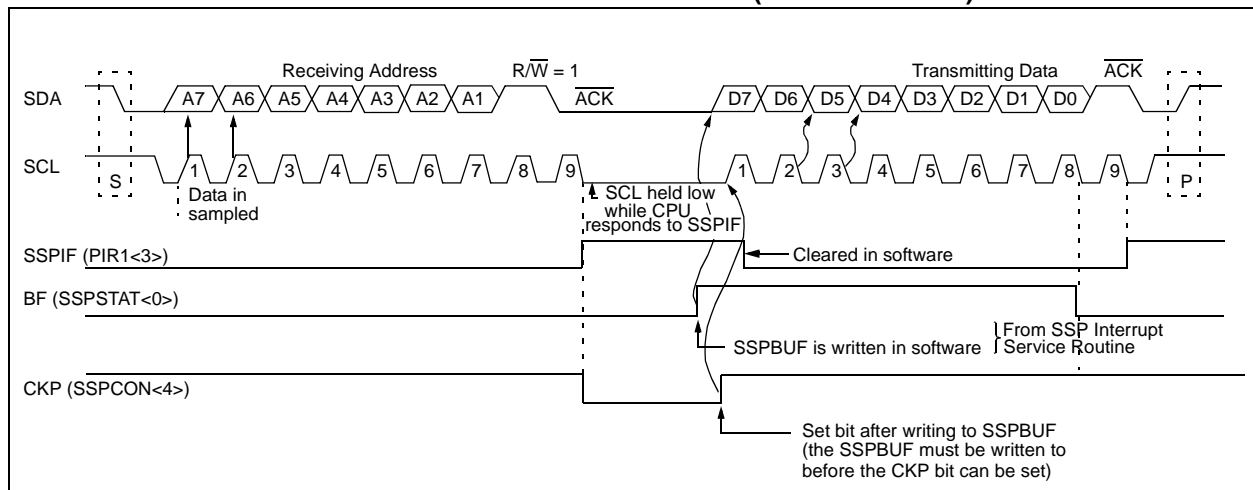 Receiving Address
R/W = 1
Transmitting Data
ACK
SDA
A7 A6 A5 A4 A3 A2 A1
ACK
D7 D6 D5 D4 D3 D2 D1 D0
SCL
S
1 2 3 4 5 6 7 8 9
1 2 3 4 5 6 7 8 9
P
Data in
sampled
SCL held low
while CPU
responds to SSPIF
SSPIF (PIR1<3>)
Cleared in software
BF (SSPSTAT<0>)
SSPBUF is written in software
From SSP Interrupt
Service Routine
CKP (SSPCON<4>)
Set bit after writing to SSPBUF
(the SSPBUF must be written to
before the CKP bit can be set)